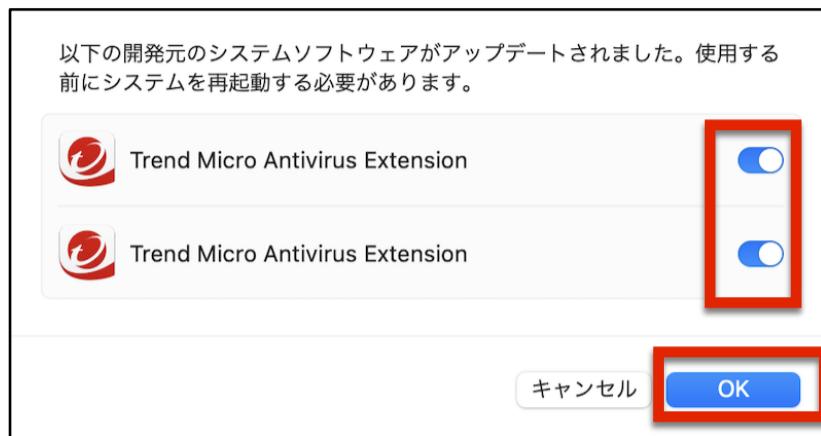 以下の開発元のシステムソフトウェアがアップデートされました。使用する
前にシステムを再起動する必要があります。
Trend Micro Antivirus Extension
Trend Micro Antivirus Extension
キャンセル
OK